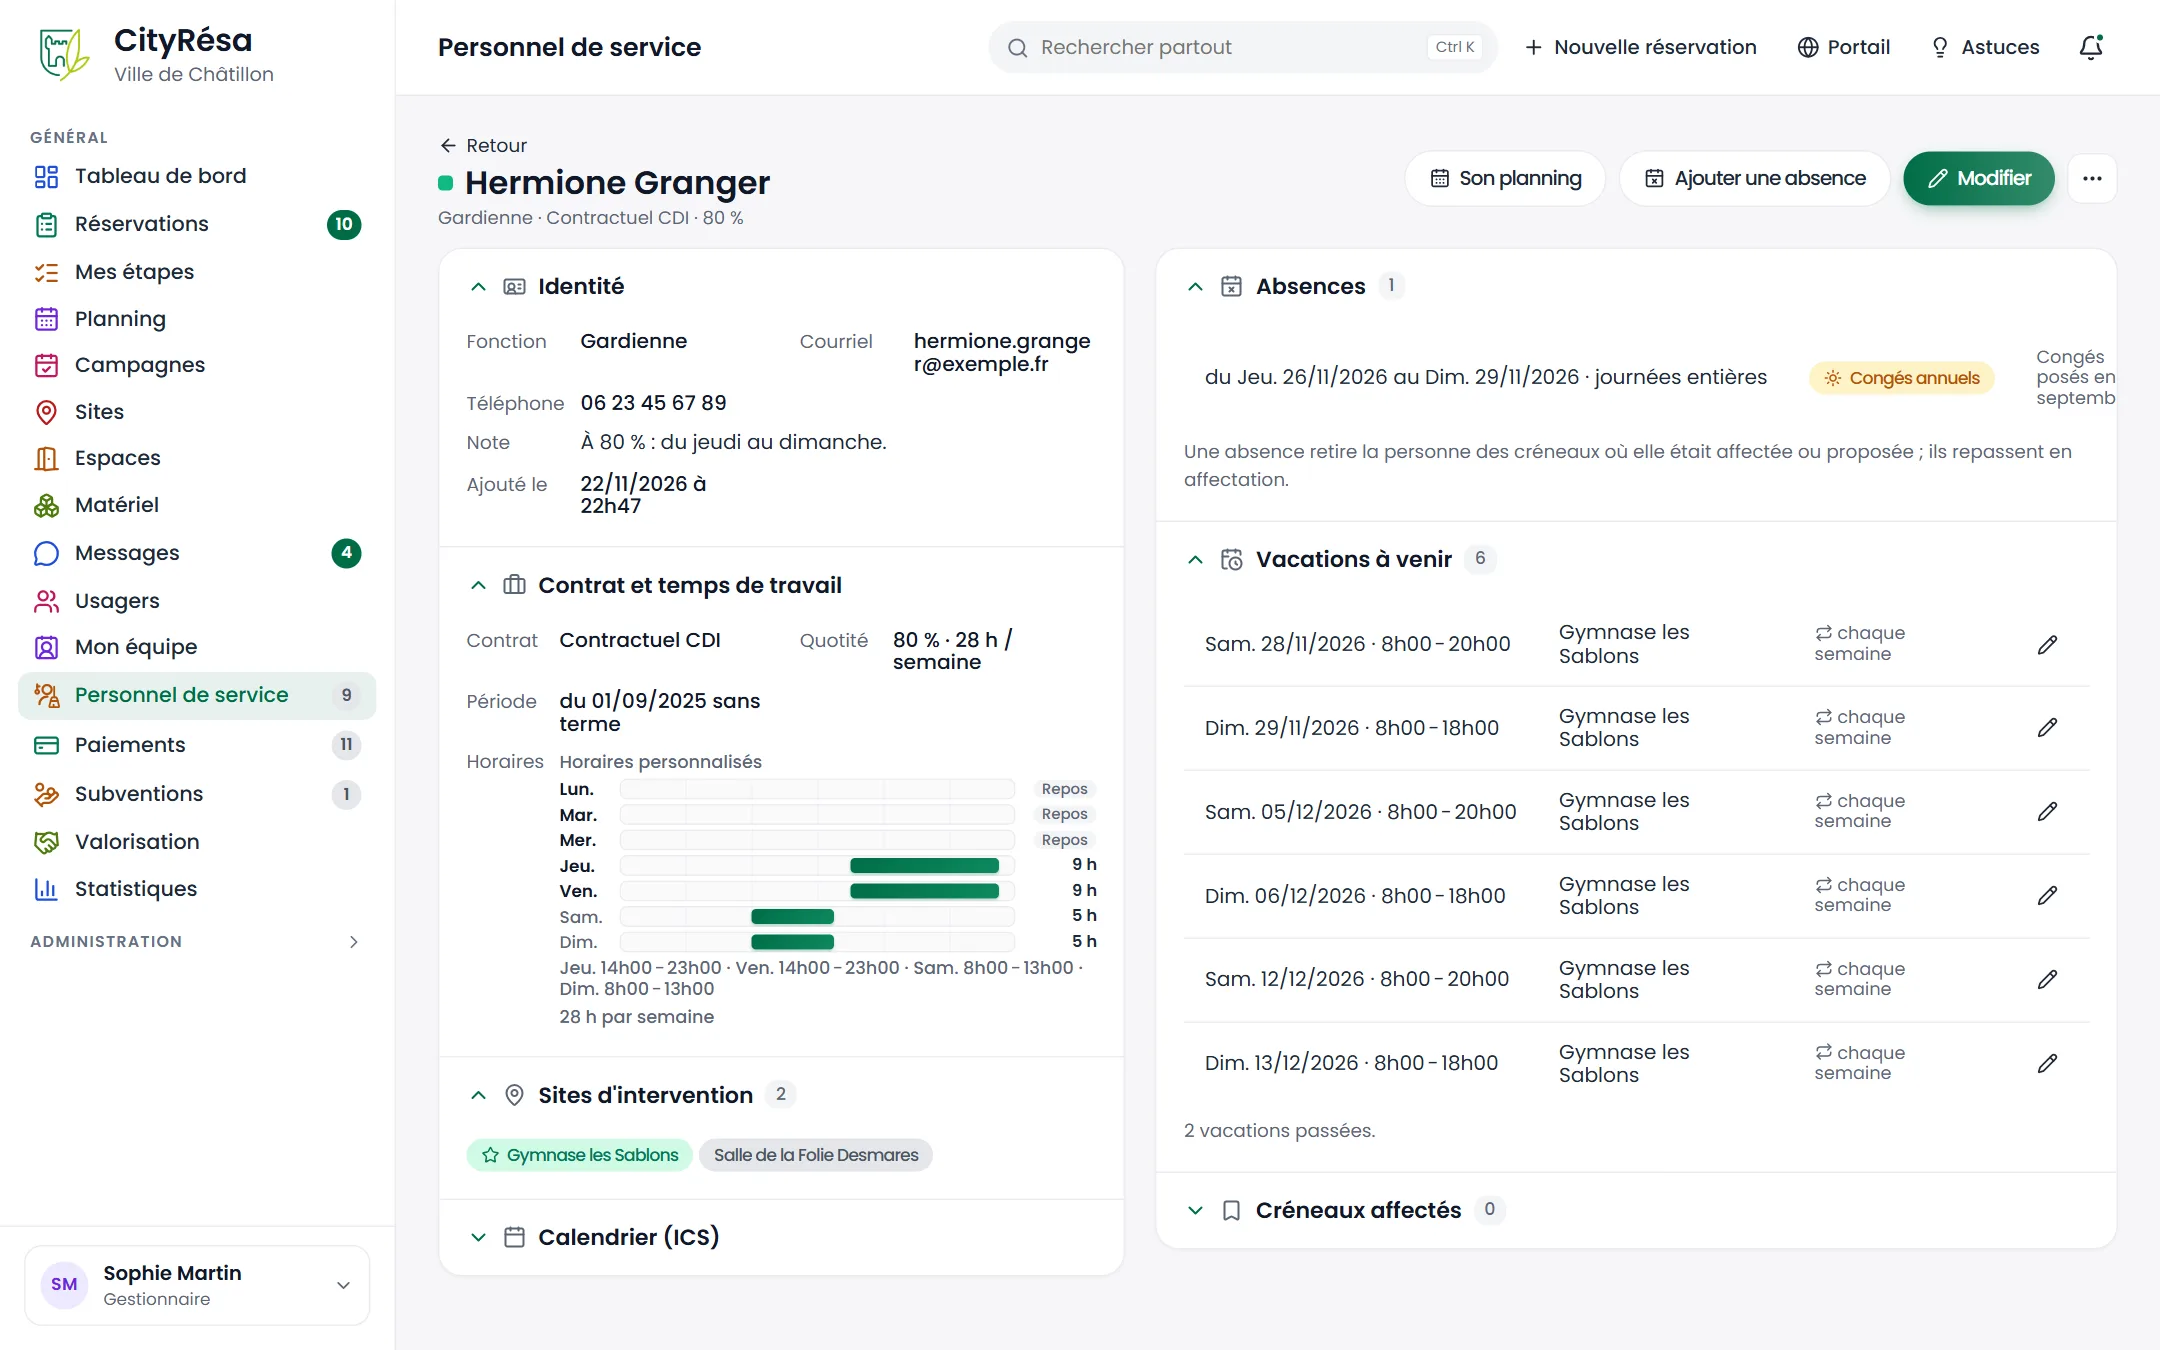 CityRésa
Ville de Châtillon
GÉNÉRAL
Tableau de bord
Réservations 10
Mes étapes
Planning
Campagnes
Sites
Espaces
Matériel
Messages 4
Usagers
Mon équipe
Personnel de service 9
Paiements 11
Subventions 1
Valorisation
Statistiques
ADMINISTRATION
SM
Sophie Martin
Gestionnaire
Personnel de service
Rechercher partout Ctrl K
Nouvelle réservation
Portail
Astuces
Retour
Hermione Granger
Gardienne · Contractuel CDI · 80 %
Son planning
Ajouter une absence
Modifier
Identité
Fonction Gardienne
Courriel hermione.grange
r@exemple.fr
Téléphone 06 23 45 67 89
Note À 80 % : du jeudi au dimanche.
Ajouté le 22/11/2026 à
22h47
Contrat et temps de travail
Contrat Contractuel CDI
Quotité 80 % · 28 h /
semaine
Période du 01/09/2025 sans
terme
Horaires Horaires personnalisés
Lun. Repos
Mar. Repos
Mer. Repos
Jeu. 9 h
Ven. 9 h
Sam. 5 h
Dim. 5 h
Jeu. 14h00 – 23h00 · Ven. 14h00 – 23h00 · Sam. 8h00 – 13h00 ·
Dim. 8h00 – 13h00
28 h par semaine
Sites d'intervention 2
Gymnase les Sablons
Salle de la Folie Desmares
Calendrier (ICS)
Absences 1
du Jeu. 26/11/2026 au Dim. 29/11/2026 · journées entières
Congés annuels
Congés
posés en
septemb
Une absence retire la personne des créneaux où elle était affectée ou proposée ; ils repassent en
affectation.
Vacations à venir 6
Sam. 28/11/2026 · 8h00 – 20h00
Gymnase les
Sablons
chaque
semaine
Dim. 29/11/2026 · 8h00 – 18h00
Gymnase les
Sablons
chaque
semaine
Sam. 05/12/2026 · 8h00 – 20h00
Gymnase les
Sablons
chaque
semaine
Dim. 06/12/2026 · 8h00 – 18h00
Gymnase les
Sablons
chaque
semaine
Sam. 12/12/2026 · 8h00 – 20h00
Gymnase les
Sablons
chaque
semaine
Dim. 13/12/2026 · 8h00 – 18h00
Gymnase les
Sablons
chaque
semaine
2 vacations passées.
Créneaux affectés 0